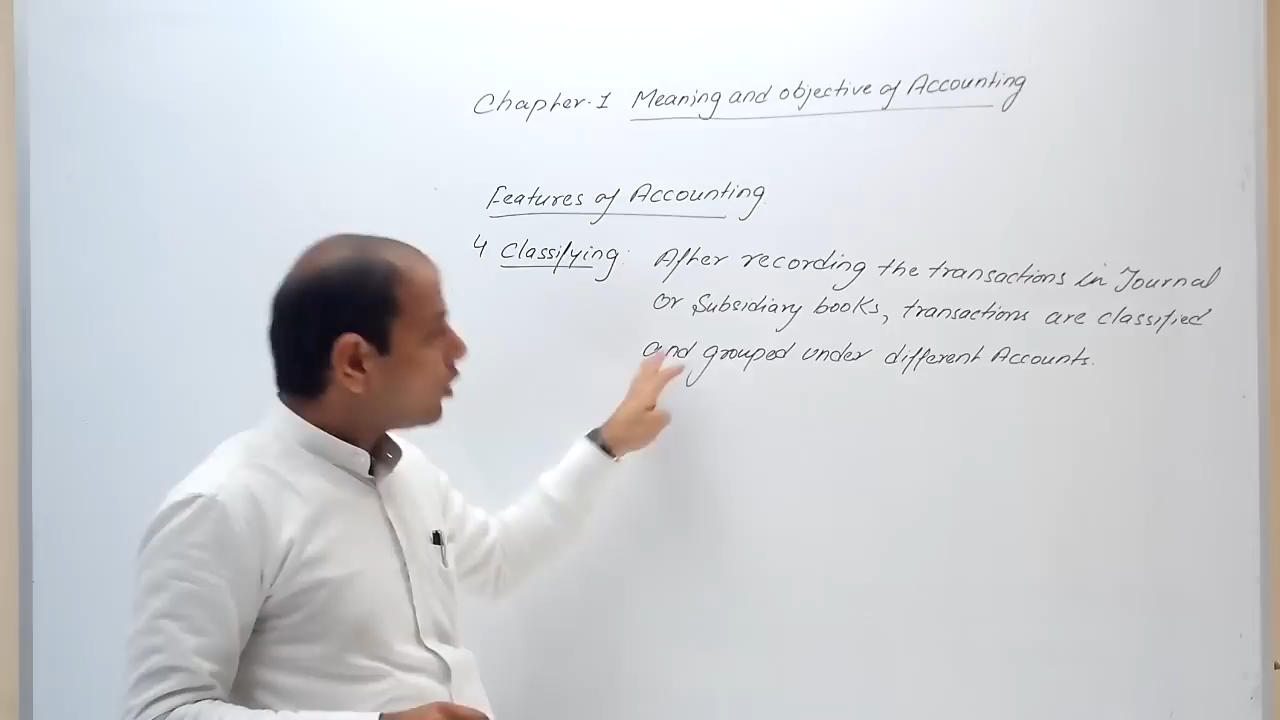 Chapter.1 Meaning and objective of Accounting
Features of Accounting
4 Classifying: After recording the transactions in Journal
or Subsidiary books, transactions are classified
and grouped under different Accounts.